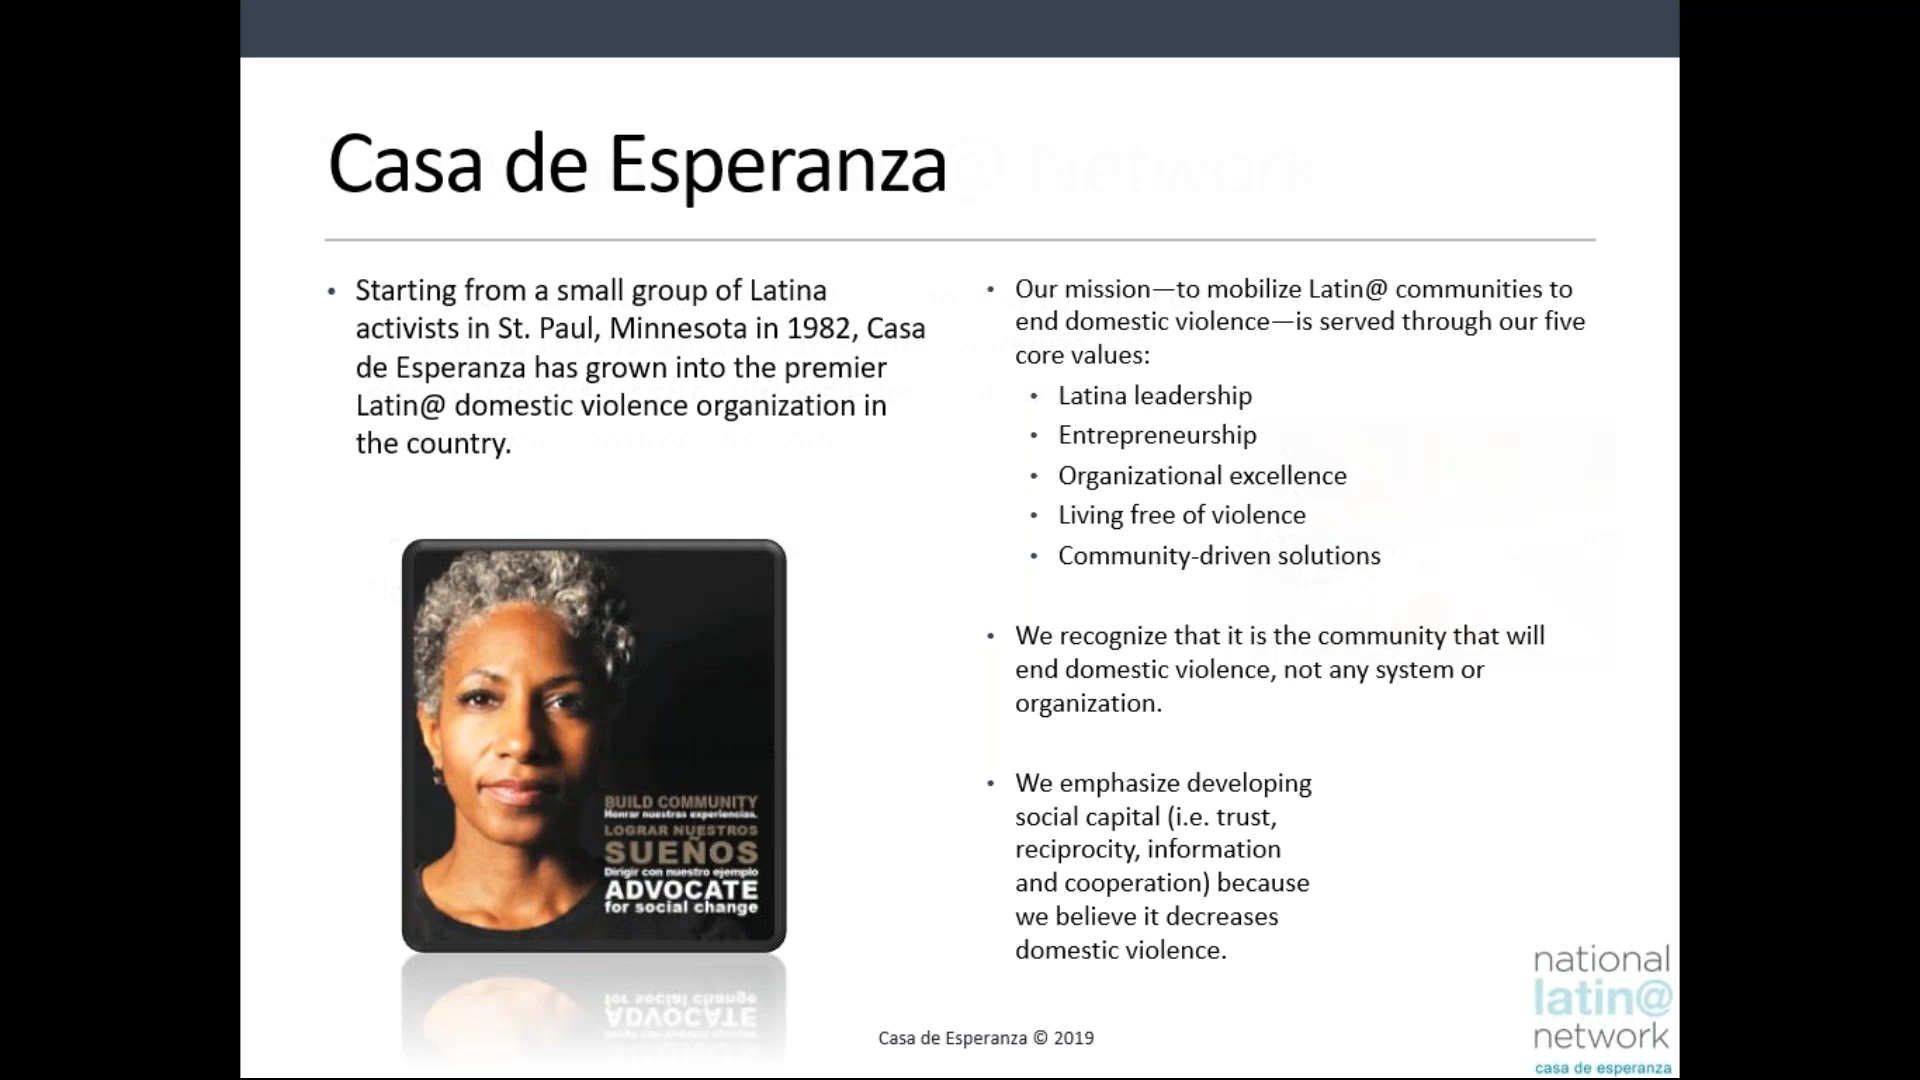 Casa de Esperanza
• Starting from a small group of Latina
activists in St. Paul, Minnesota in 1982, Casa
de Esperanza has grown into the premier
Latin@ domestic violence organization in
the country.
BUILD COMMUNITY
Honrar nuestras experiencias.
LOGRAR NUESTROS
SUEÑOS
Dirigir con nuestro ejemplo
ADVOCATE
for social change
• Our mission—to mobilize Latin@ communities to
end domestic violence—is served through our five
core values:
• Latina leadership
• Entrepreneurship
• Organizational excellence
• Living free of violence
• Community-driven solutions
• We recognize that it is the community that will
end domestic violence, not any system or
organization.
• We emphasize developing
social capital (i.e. trust,
reciprocity, information
and cooperation) because
we believe it decreases
domestic violence.
Casa de Esperanza © 2019
national
latin@
network
casa de esperanza